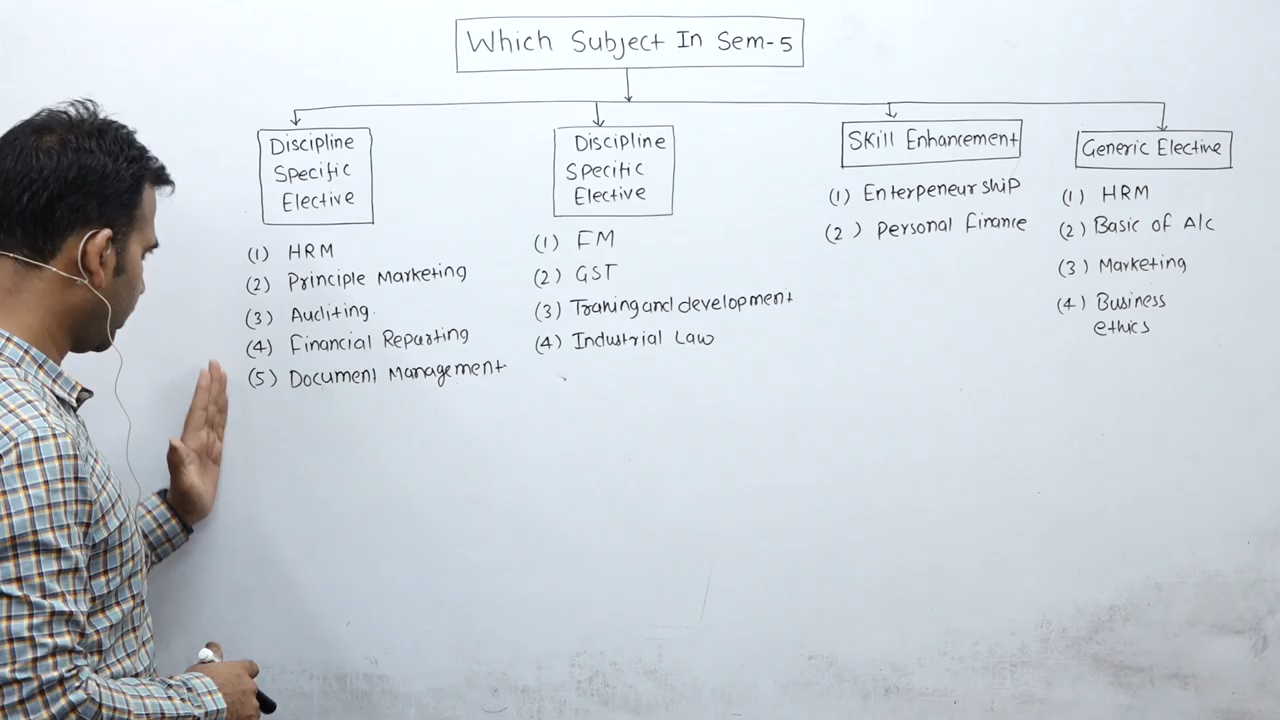 Which Subject In Sem-5
Discipline
Specific
Elective
(1) HRM
(2) Principle Marketing
(3) Auditing.
(4) Financial Reporting
(5) Document Management
Discipline
Specific
Elective
(1) FM
(2) GST
(3) Traning and development
(4) Industrial Law
Skill Enhancement
(1) Enterpeneurship
(2) Personal Finance
Generic Elective
(1) HRM
(2) Basic of A/c
(3) Marketing
(4) Business
ethics